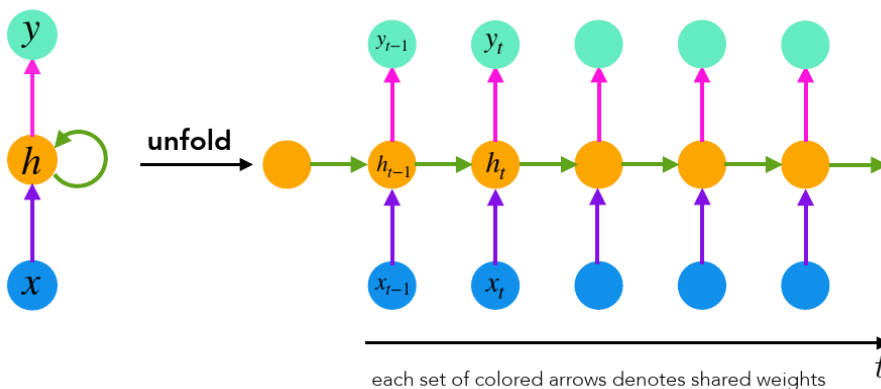 y
y_{t-1}
y_t
unfold
h
h_{t-1}
h_t
x
x_{t-1}
x_t
t
each set of colored arrows denotes shared weights